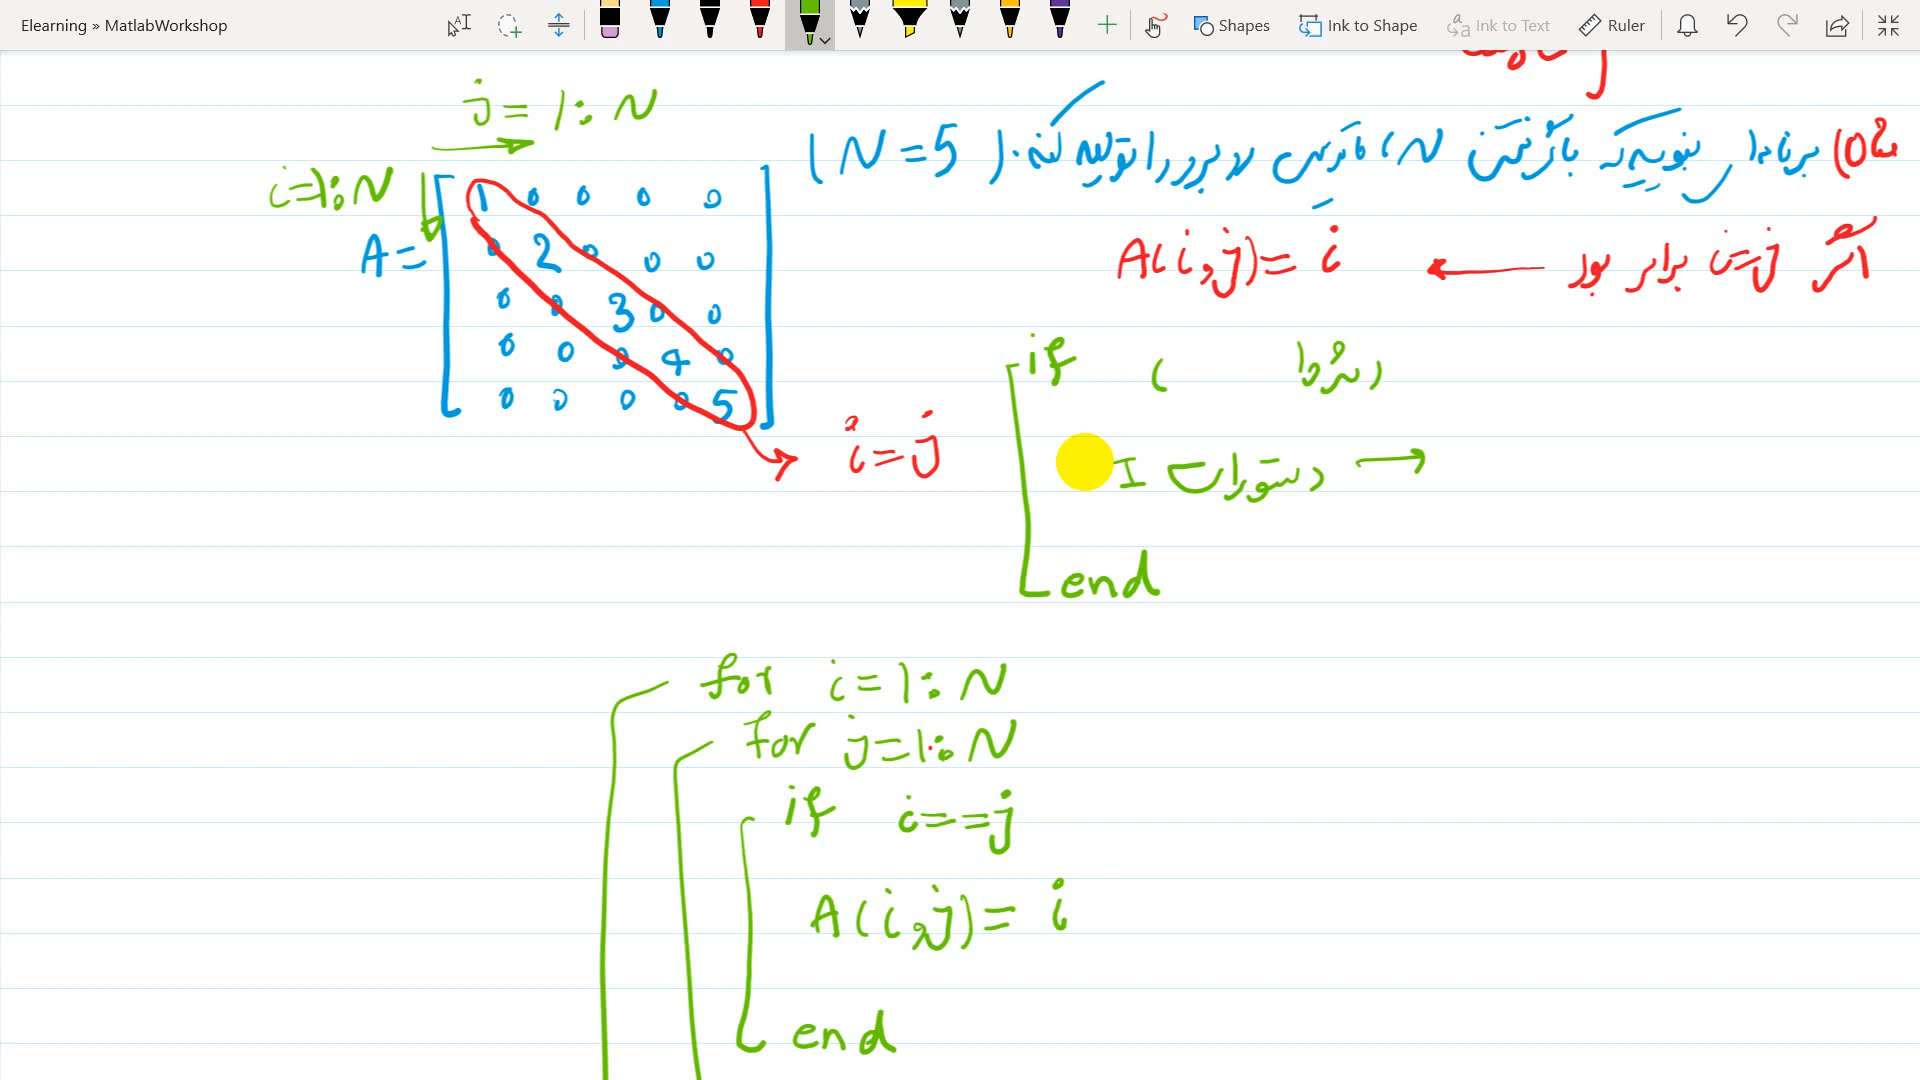 Elearning » MatlabWorkshop
Shapes Ink to Shape Ink to Text Ruler
j = 1 : N
مثال) برنامه‌ای بنویسید که با گرفتن N، ماتریس زیر را تولید کند. (N = 5)
i = 1 : N
A =
1 0 0 0 0
0 2 0 0 0
0 0 3 0 0
0 0 0 4 0
0 0 0 0 5
اگر i=j برابر بود ← A(i,j) = i
i = j
if ( شرط )
دستورات I →
end
for i = 1 : N
for j = 1 : N
if i == j
A(i,j) = i
end